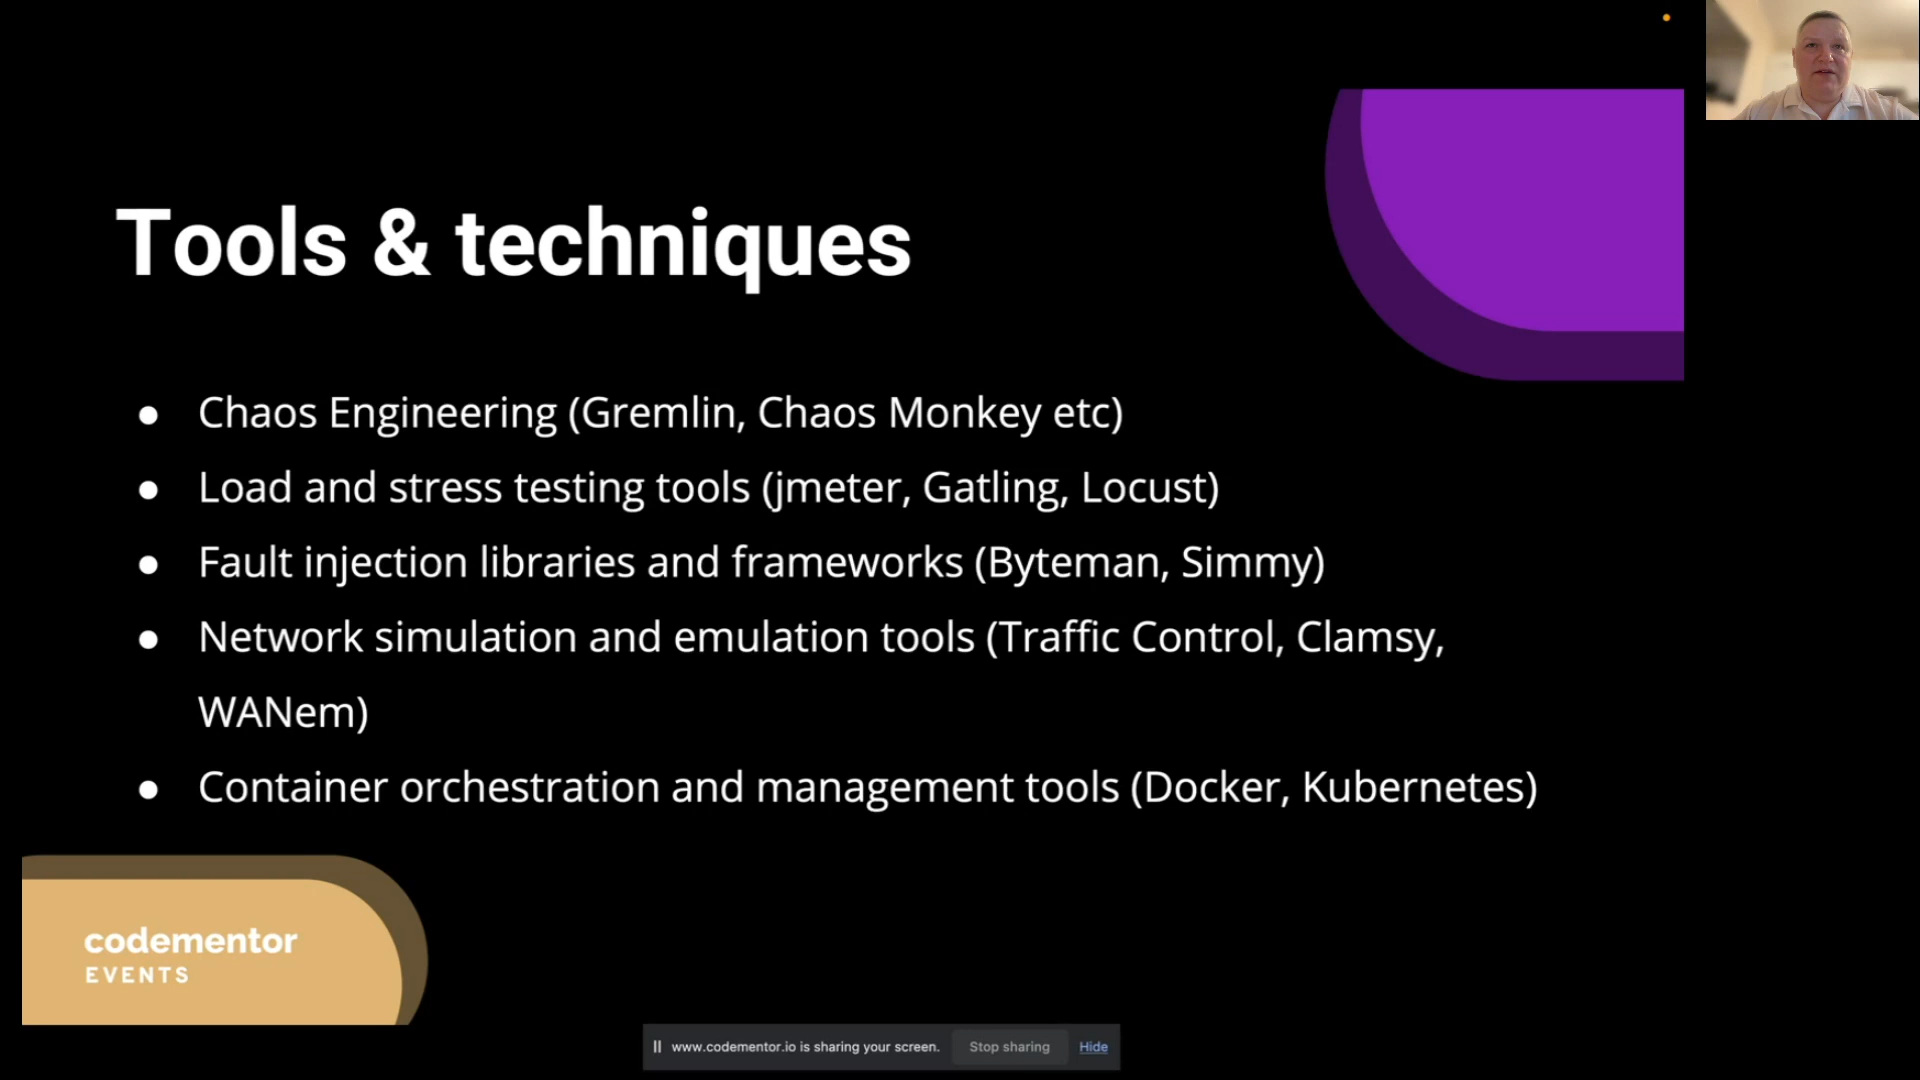 Tools & techniques
● Chaos Engineering (Gremlin, Chaos Monkey etc)
● Load and stress testing tools (jmeter, Gatling, Locust)
● Fault injection libraries and frameworks (Byteman, Simmy)
● Network simulation and emulation tools (Traffic Control, Clamsy,
WANem)
● Container orchestration and management tools (Docker, Kubernetes)
codementor
EVENTS
www.codementor.io is sharing your screen. Stop sharing Hide